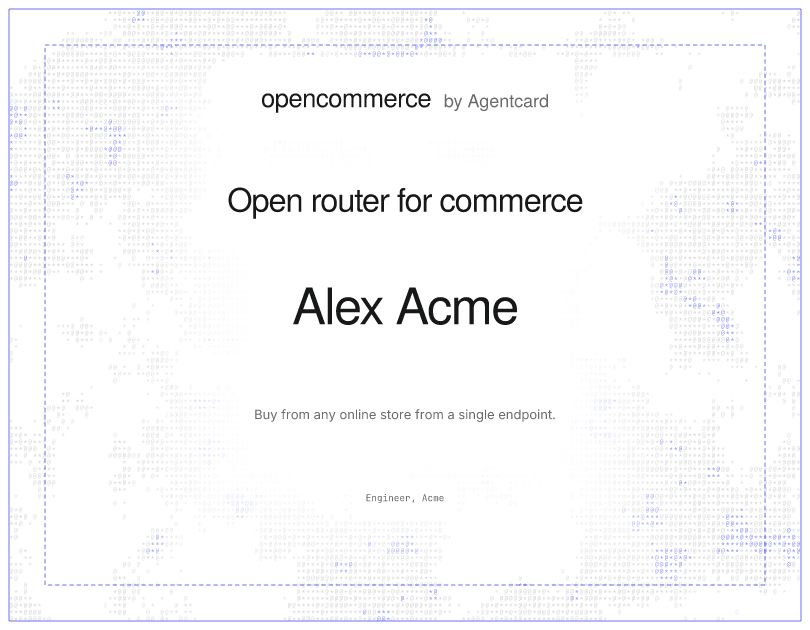 opencommerce by Agentcard
Open router for commerce
Alex Acme
Buy from any online store from a single endpoint.
Engineer, Acme